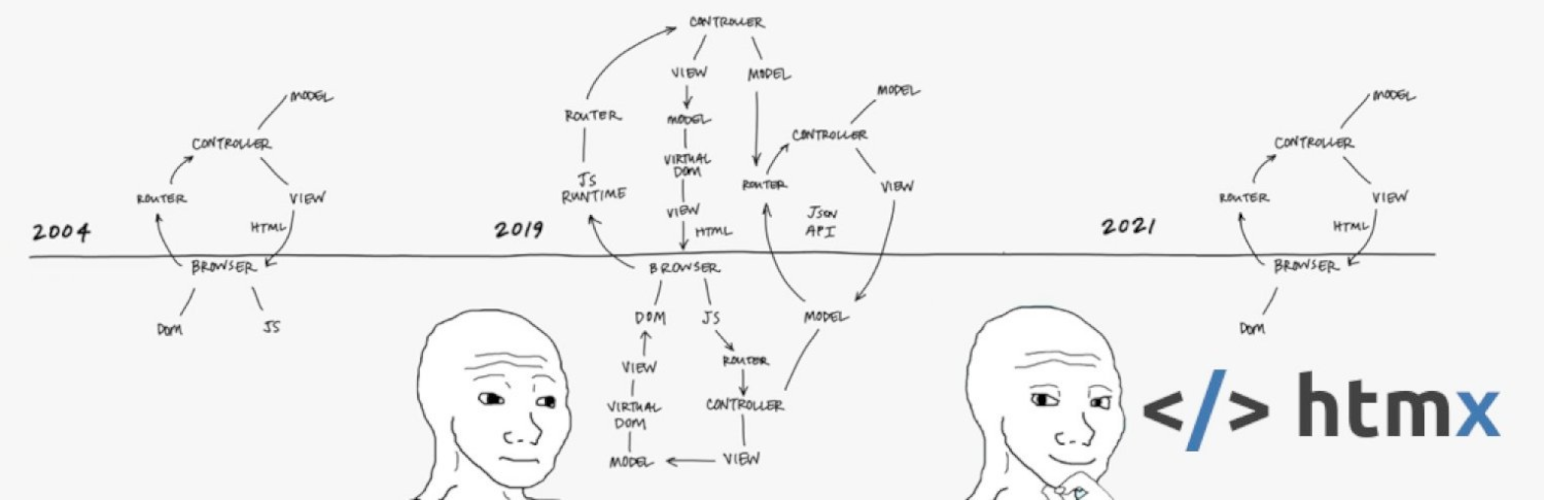 2004
MODEL
CONTROLLER
ROUTER
VIEW
HTML
BROWSER
DOM
JS
2019
CONTROLLER
VIEW
MODEL
ROUTER
MODEL
VIRTUAL
DOM
JS
RUNTIME
VIEW
HTML
MODEL
CONTROLLER
ROUTER
VIEW
JSON
API
BROWSER
DOM
JS
MODEL
VIEW
ROUTER
VIRTUAL
DOM
CONTROLLER
MODEL
VIEW
2021
MODEL
CONTROLLER
ROUTER
VIEW
HTML
BROWSER
DOM
</> htmx